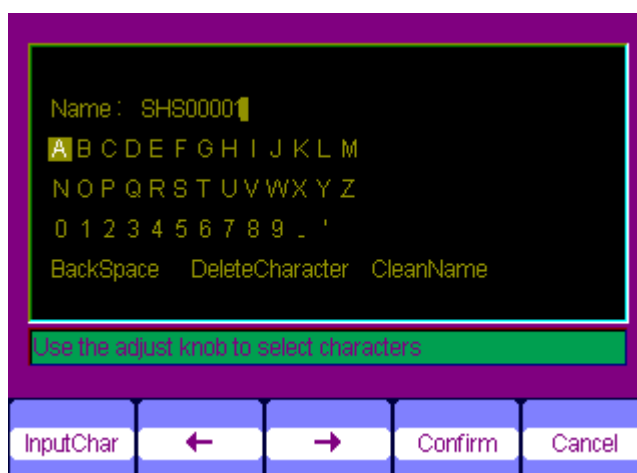 Name : SHS00001
A B C D E F G H I J K L M
N O P Q R S T U V W X Y Z
0 1 2 3 4 5 6 7 8 9 _ '
BackSpace DeleteCharacter CleanName
Use the adjust knob to select characters
InputChar ← → Confirm Cancel